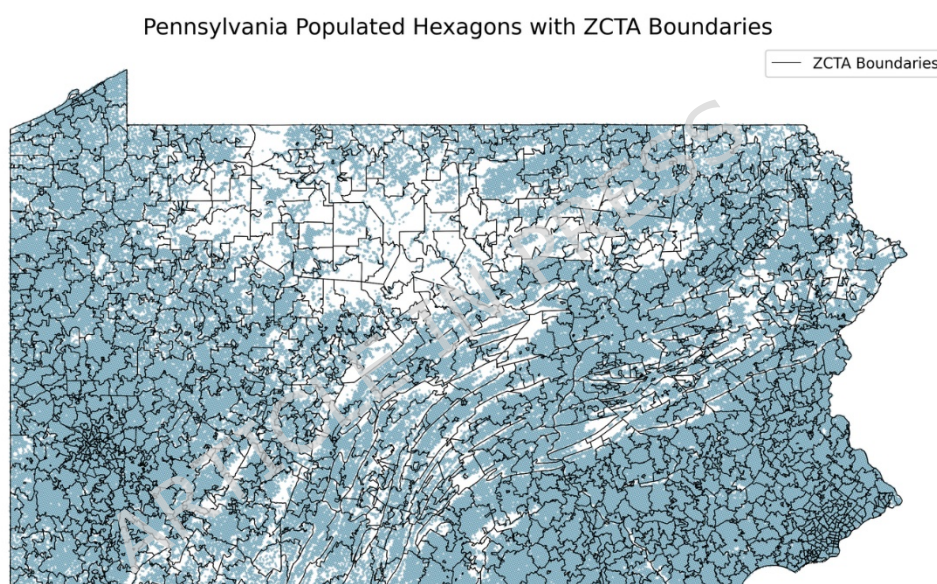 Pennsylvania Populated Hexagons with ZCTA Boundaries
ZCTA Boundaries
ARTICLE IN PRESS